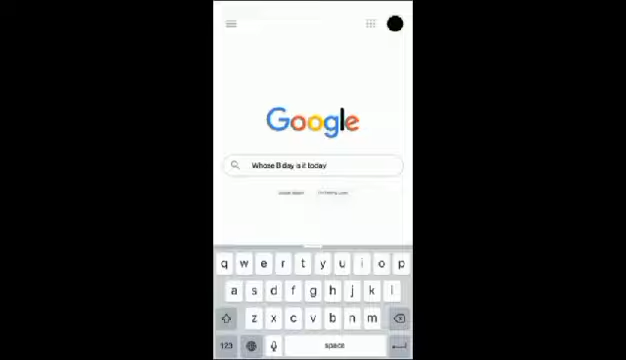 Google
Whose B day is it today
q w e r t y u i o p
a s d f g h j k l
z x c v b n m
123 space